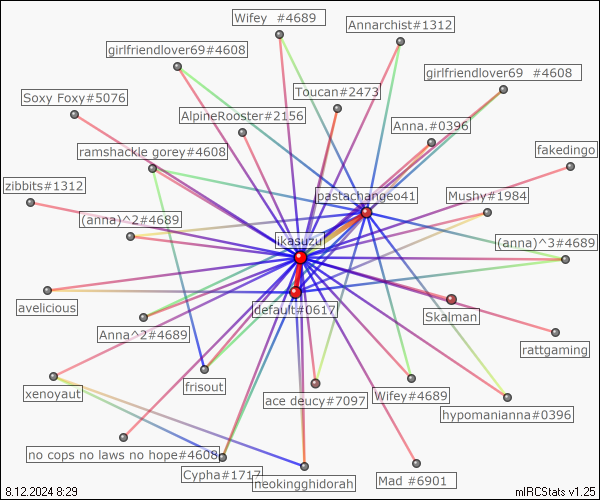 Wifey #4689
Annarchist#1312
girlfriendlover69#4608
girlfriendlover69 #4608
Toucan#2473
Soxy Foxy#5076
AlpineRooster#2156
Anna.#0396
ramshackle gorey#4608
fakedingo
zibbits#1312
pastachangeo41
Mushy#1984
(anna)^2#4689
ikasuzu
(anna)^3#4689
avelicious
default#0617
Skalman
Anna^2#4689
rattgaming
xenoyaut
frisout
ace deucy#7097
Wifey#4689
hypomanianna#0396
no cops no laws no hope#4608
Cypha#1717
neokingghidorah
Mad #6901
8.12.2024 8:29
mIRCStats v1.25